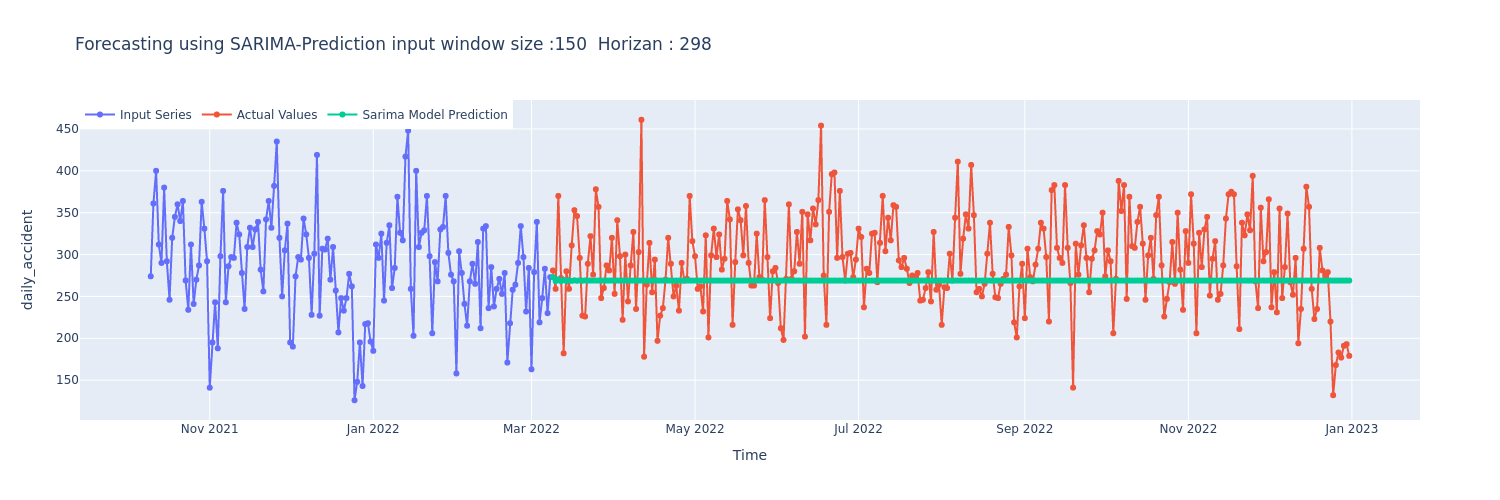 Forecasting using SARIMA-Prediction input window size :150  Horizan : 298
Input Series Actual Values Sarima Model Prediction
450
400
350
300
250
200
150
daily_accident
Nov 2021 Jan 2022 Mar 2022 May 2022 Jul 2022 Sep 2022 Nov 2022 Jan 2023
Time